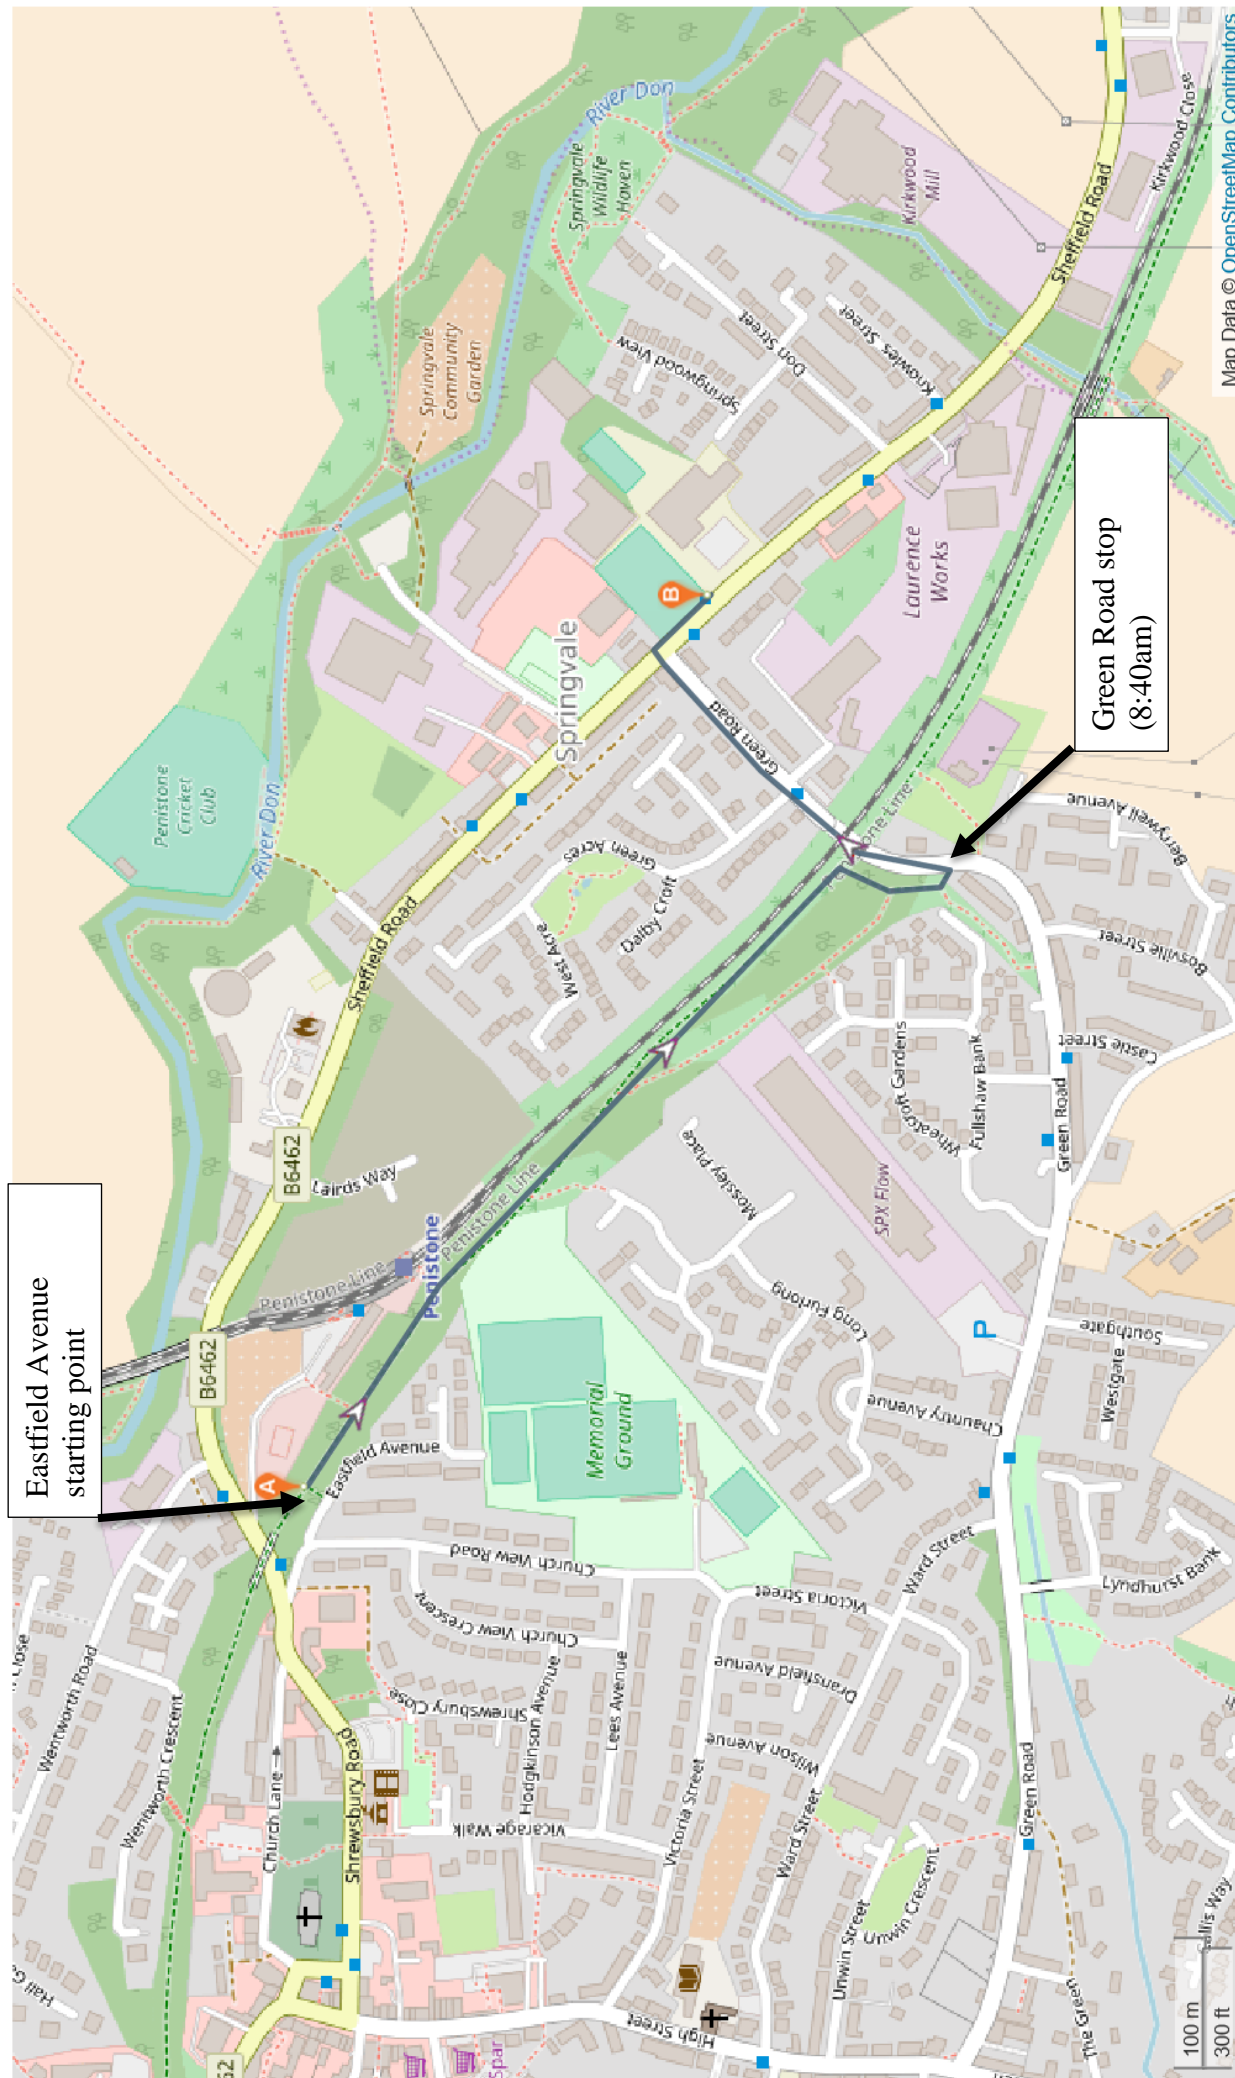 Eastfield Avenue
starting point
Green Road stop
(8:40am)
A
B
B6462
B6462
Sheffield Road
Sheffield Road
Shrewsbury Road
Church Lane
Wentworth Road
Wentworth Crescent
Eastfield Avenue
Church View Road
Church View Crescent
Shrewsbury Close
Hodgkinson Avenue
Lees Avenue
Vicarage Walk
Victoria Street
Victoria Street
Dransfield Avenue
Wilson Avenue
Ward Street
Ward Street
Unwin Street
Unwin Crescent
High Street
The Green
Green Road
Green Road
Green Road
Lyndhurst Bank
Westgate
Southgate
Chauntry Avenue
Long Furlong
Mossley Place
SPX Flow
P
Memorial
Ground
Penistone
Penistone Line
Penistone Line
Lairds Way
River Don
River Don
Penistone
Cricket
Club
West Acre
Green Acres
Dalby Croft
Springvale
Springvale
Community
Garden
Springvale
Wildlife
Haven
Springwood View
Don Street
Knowles Street
Kirkwood
Mill
Kirkwood Close
Laurence
Works
Wheatcroft Gardens
Fullshaw Bank
Castle Street
Bosville Street
Berrywell Avenue
Spar
100 m
300 ft
Map Data © OpenStreetMap Contributors